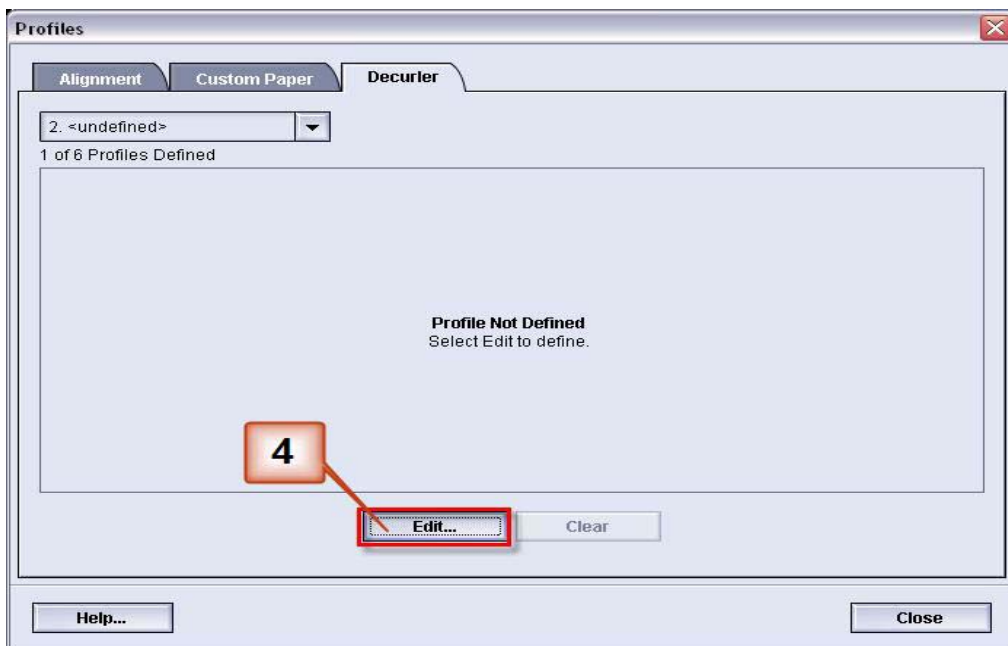 Profiles
Alignment Custom Paper Decurler
2. <undefined>
1 of 6 Profiles Defined
Profile Not Defined
Select Edit to define.
4
Edit... Clear
Help... Close